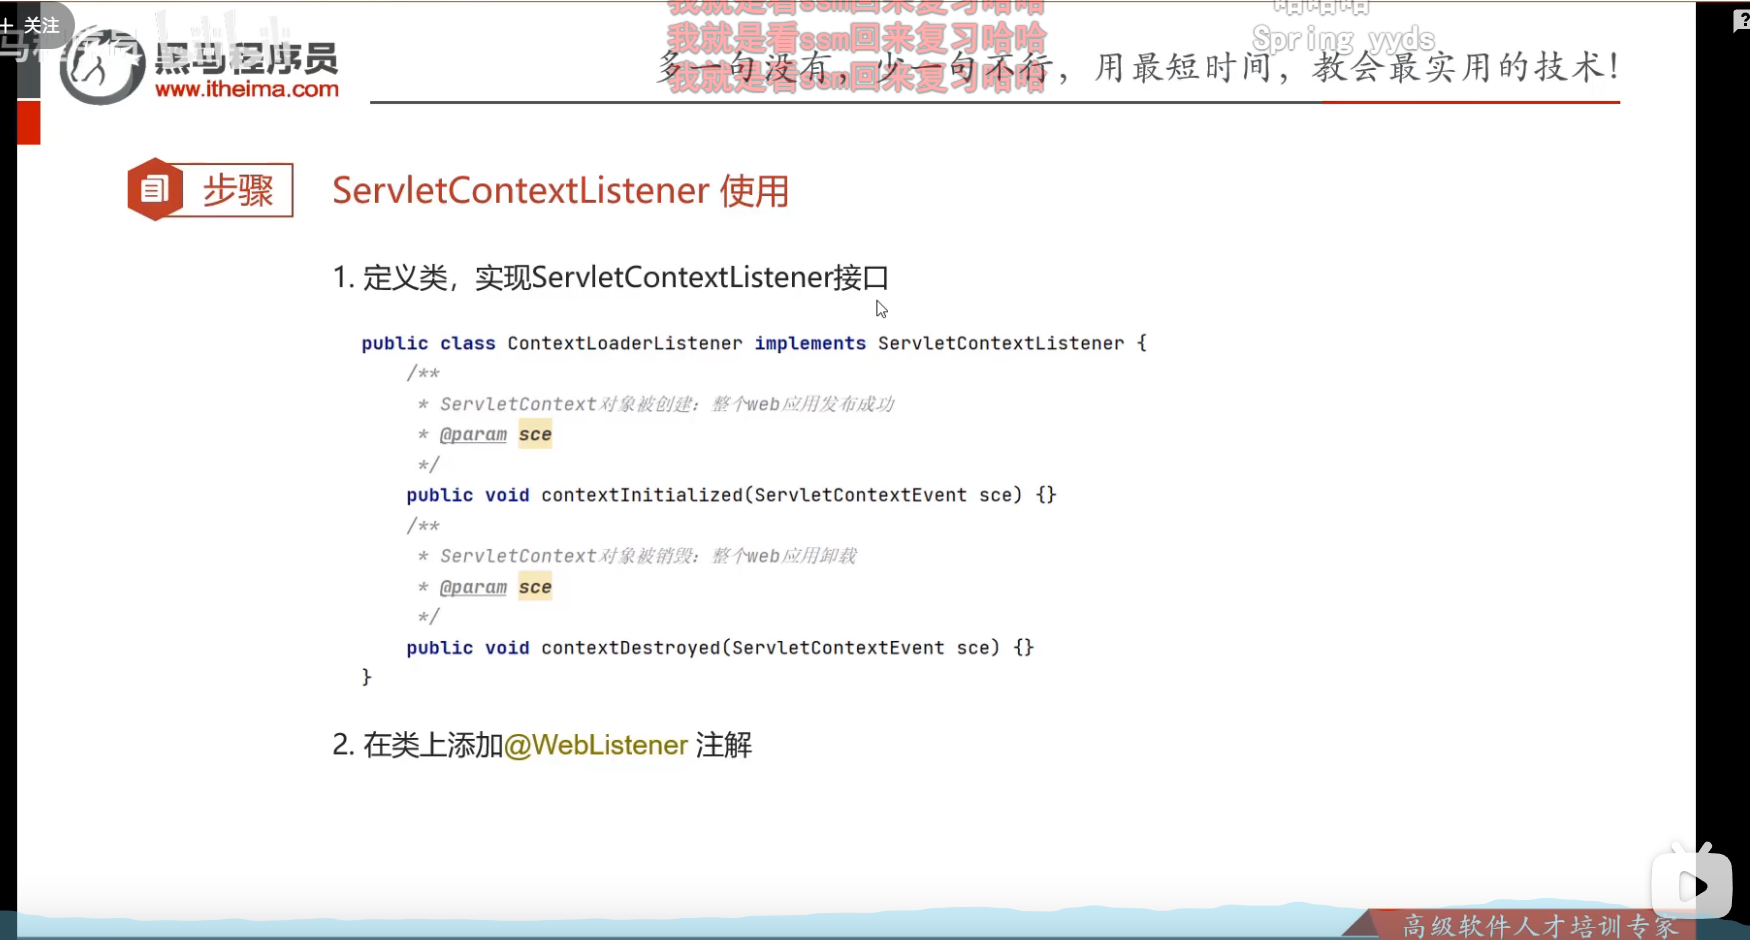 + 关注
我就是看ssm回来复习哈哈
哈哈哈
我就是看ssm回来复习哈哈
Spring yyds
我就是看ssm回来复习哈哈
黑马程序员
www.itheima.com
多一句没有，少一句不行，用最短时间，教会最实用的技术！
步骤
ServletContextListener 使用
1. 定义类，实现ServletContextListener接口
public class ContextLoaderListener implements ServletContextListener {
/**
* ServletContext对象被创建：整个web应用发布成功
* @param sce
*/
public void contextInitialized(ServletContextEvent sce) {}
/**
* ServletContext对象被销毁：整个web应用卸载
* @param sce
*/
public void contextDestroyed(ServletContextEvent sce) {}
}
2. 在类上添加@WebListener 注解
高级软件人才培训专家